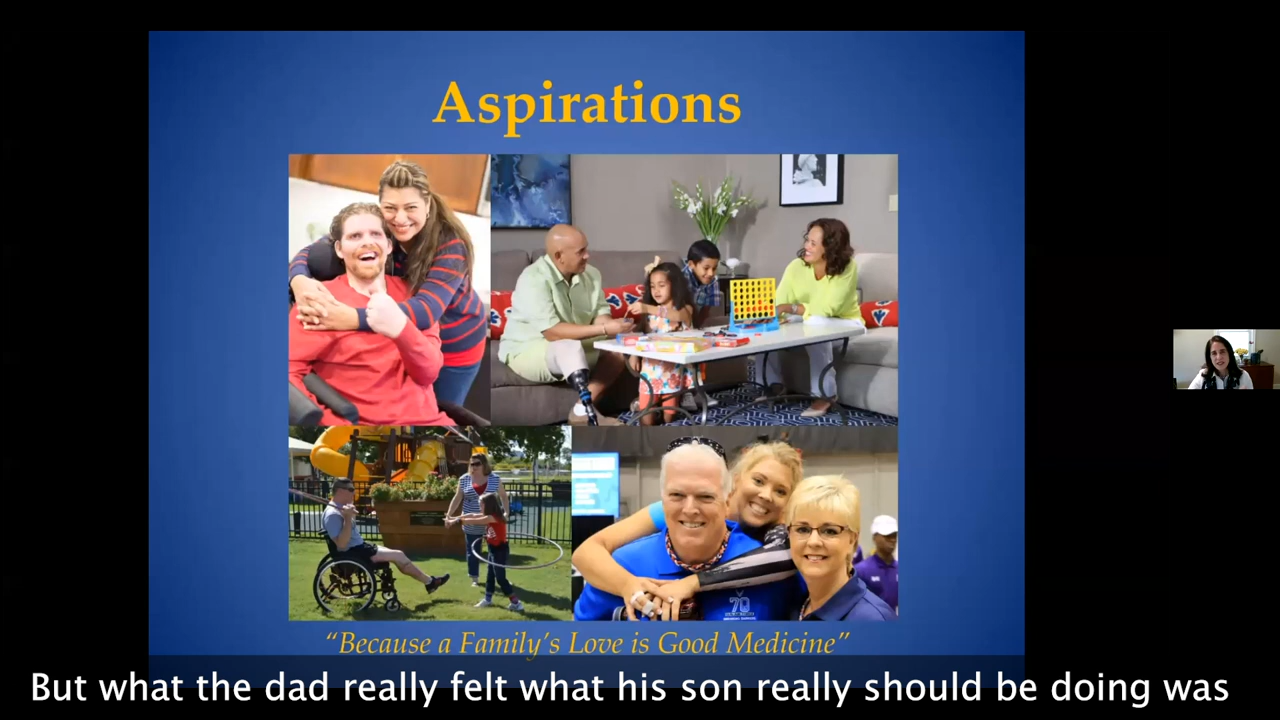 Aspirations
70
“Because a Family’s Love is Good Medicine”
But what the dad really felt what his son really should be doing was